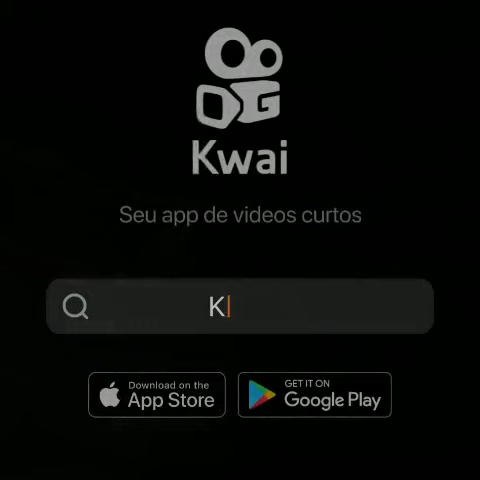 Kwai
Seu app de videos curtos
K
Download on the
App Store
GET IT ON
Google Play